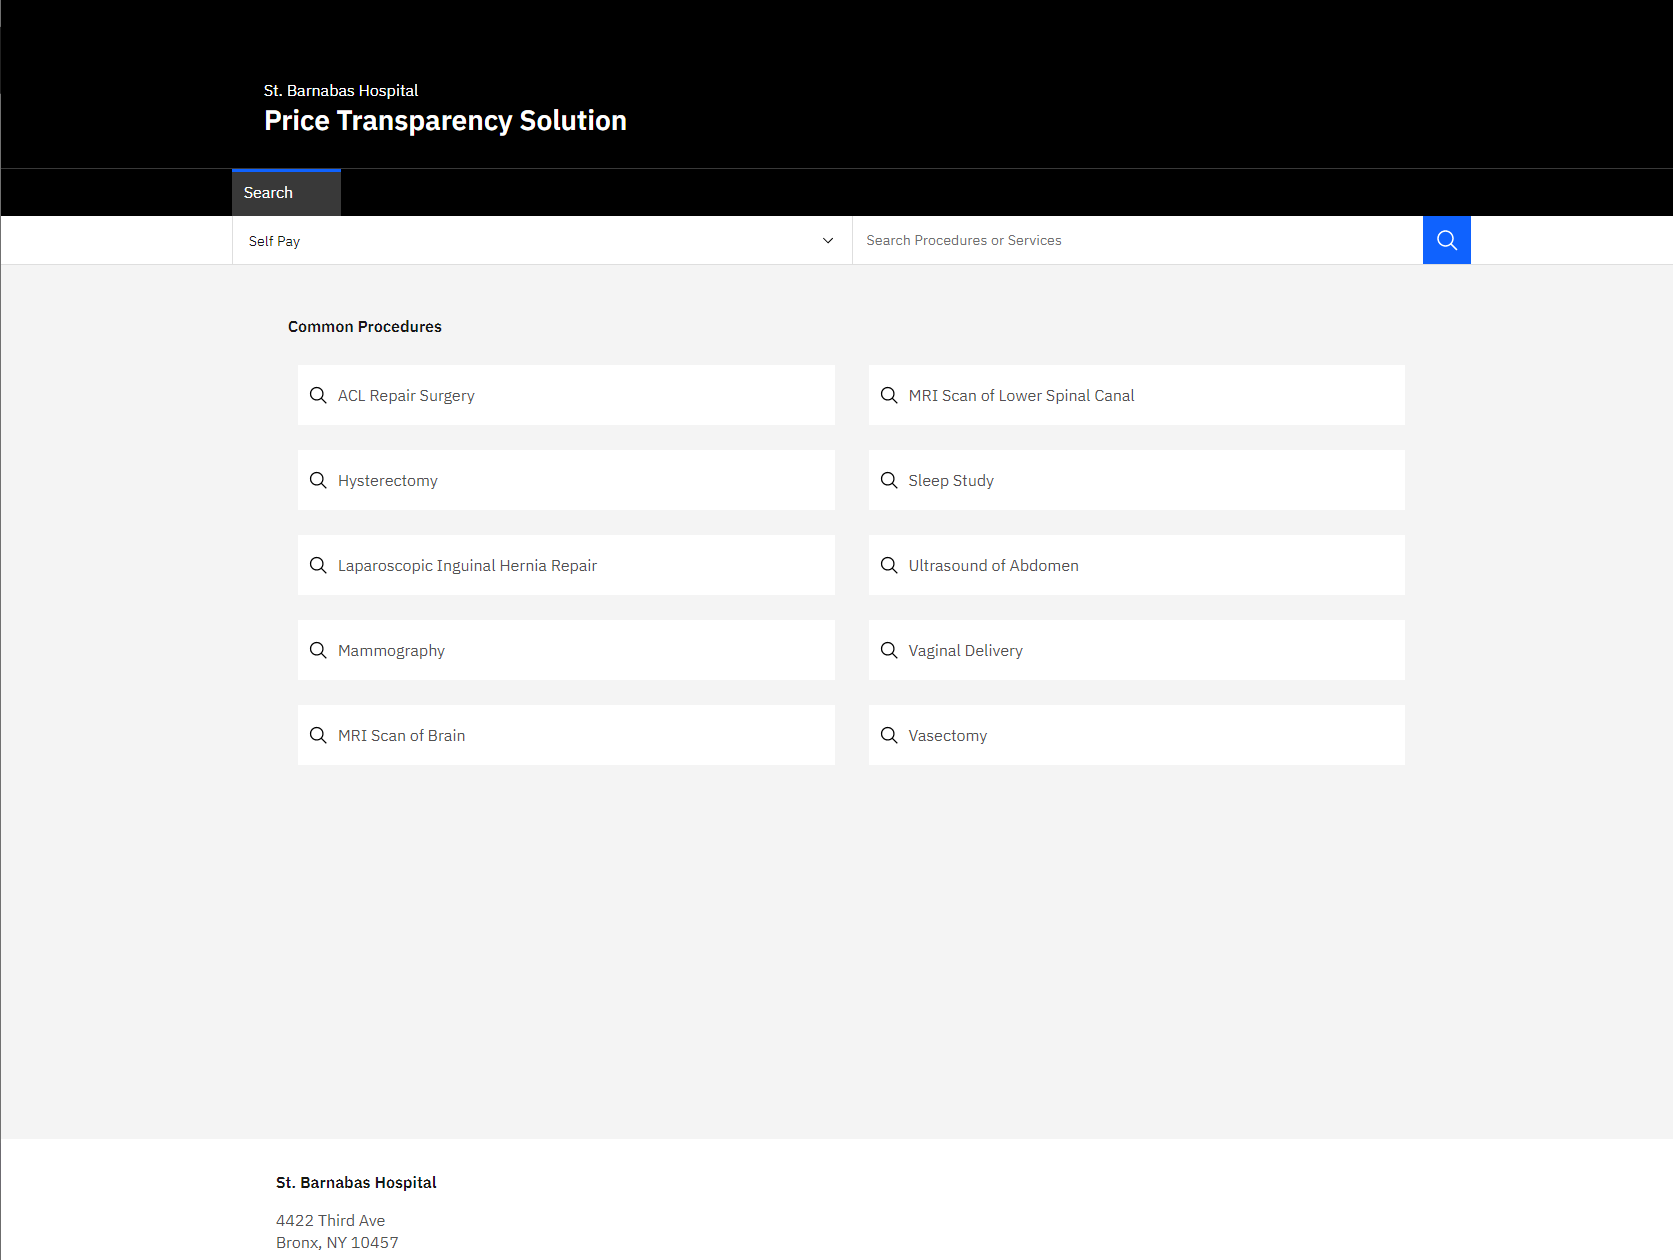 St. Barnabas Hospital
Price Transparency Solution
Search
Self Pay
Search Procedures or Services
Common Procedures
ACL Repair Surgery
MRI Scan of Lower Spinal Canal
Hysterectomy
Sleep Study
Laparoscopic Inguinal Hernia Repair
Ultrasound of Abdomen
Mammography
Vaginal Delivery
MRI Scan of Brain
Vasectomy
St. Barnabas Hospital
4422 Third Ave
Bronx, NY 10457